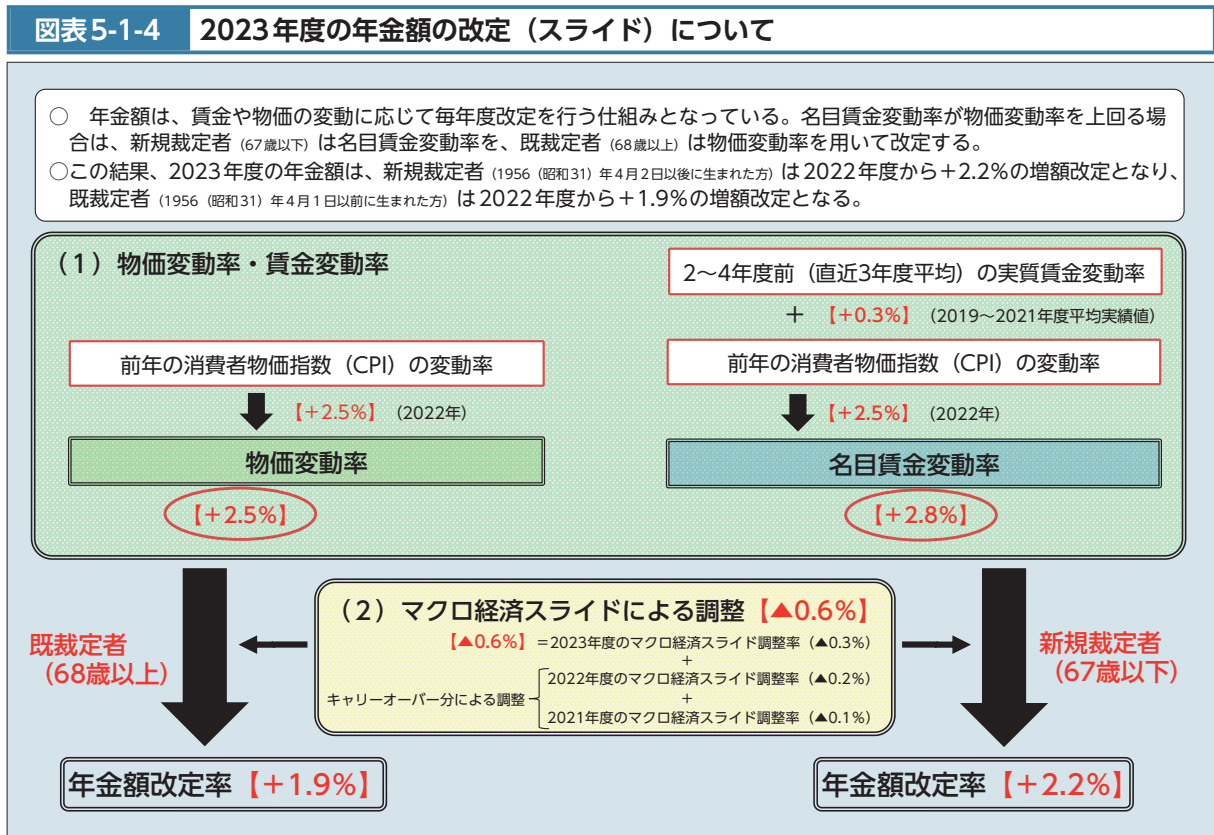 図表5-1-4 2023年度の年金額の改定（スライド）について
○　年金額は、賃金や物価の変動に応じて毎年度改定を行う仕組みとなっている。名目賃金変動率が物価変動率を上回る場
合は、新規裁定者（67歳以下）は名目賃金変動率を、既裁定者（68歳以上）は物価変動率を用いて改定する。
○この結果、2023年度の年金額は、新規裁定者（1956（昭和31）年4月2日以後に生まれた方）は2022年度から＋2.2%の増額改定となり、
既裁定者（1956（昭和31）年4月1日以前に生まれた方）は2022年度から＋1.9%の増額改定となる。
（1）物価変動率・賃金変動率
前年の消費者物価指数（CPI）の変動率
【＋2.5%】（2022年）
物価変動率
【＋2.5%】
2～4年度前（直近3年度平均）の実質賃金変動率
＋ 【＋0.3%】（2019～2021年度平均実績値）
前年の消費者物価指数（CPI）の変動率
【＋2.5%】（2022年）
名目賃金変動率
【＋2.8%】
（2）マクロ経済スライドによる調整【▲0.6%】
【▲0.6%】＝2023年度のマクロ経済スライド調整率（▲0.3%）
＋
キャリーオーバー分による調整
2022年度のマクロ経済スライド調整率（▲0.2%）
＋
2021年度のマクロ経済スライド調整率（▲0.1%）
既裁定者
（68歳以上）
新規裁定者
（67歳以下）
年金額改定率【＋1.9%】
年金額改定率【＋2.2%】